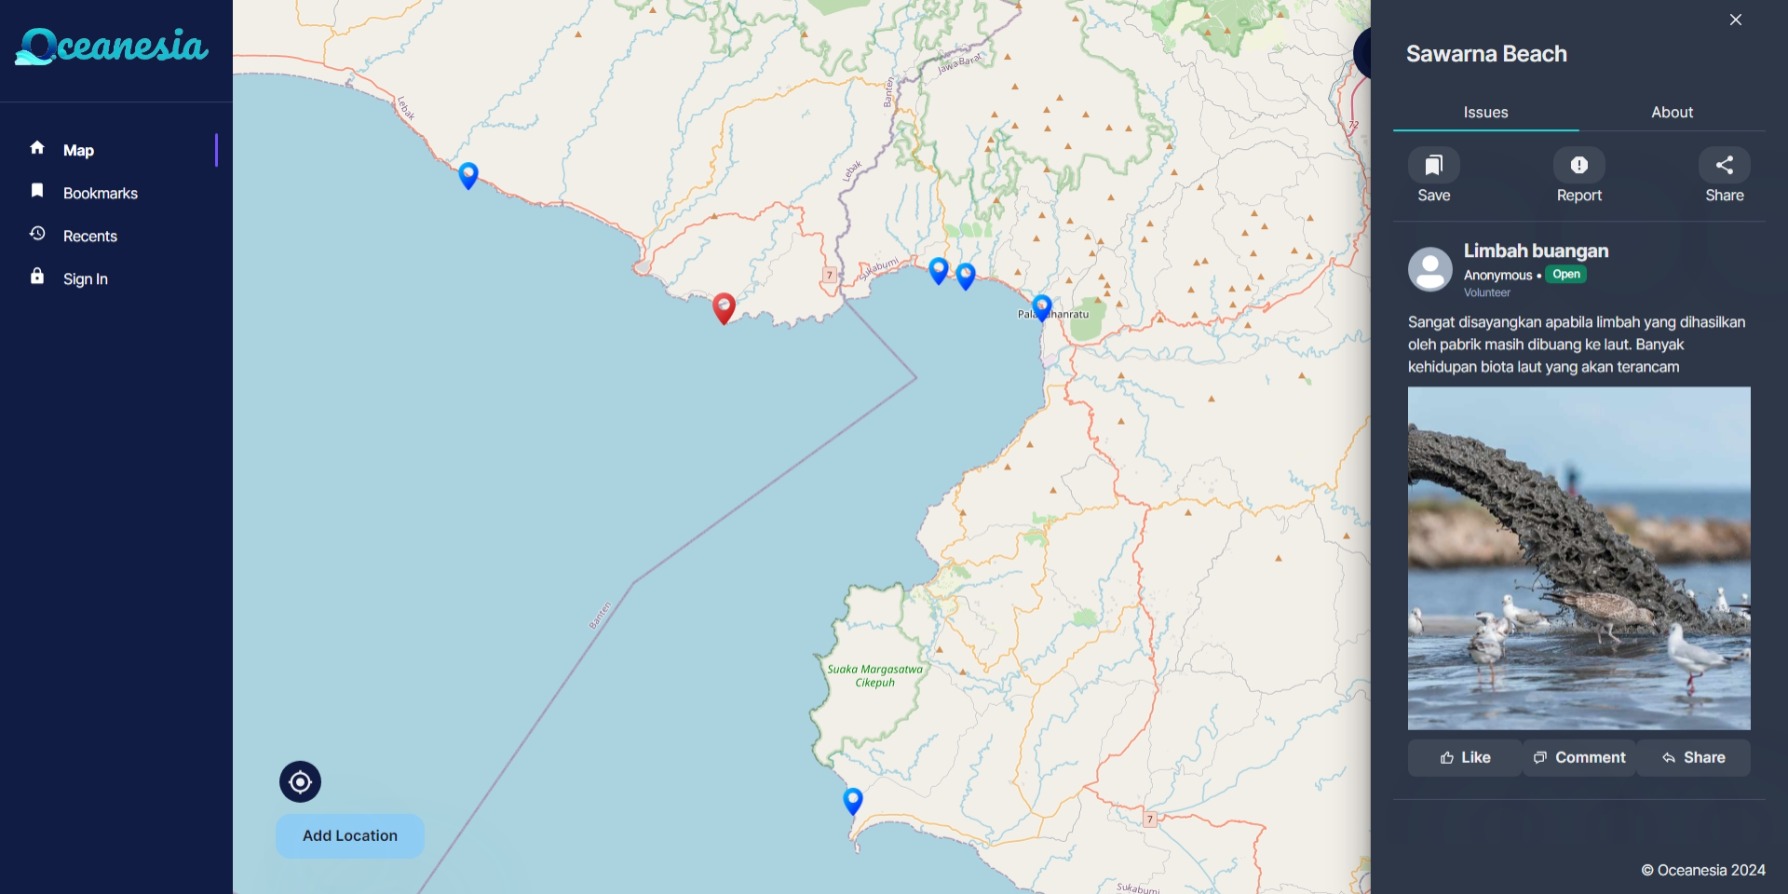 Oceanesia
Map
Bookmarks
Recents
Sign In
Lebak
Banten
Jawa Barat
Lebak
7
Sukabumi
72
Suaka Margasatwa
Cikepuh
Banten
7
Sukabumi
Add Location
Sawarna Beach
Issues
About
Save
Report
Share
Limbah buangan
Anonymous • Open
Volunteer
Sangat disayangkan apabila limbah yang dihasilkan
oleh pabrik masih dibuang ke laut. Banyak
kehidupan biota laut yang akan terancam
Like
Comment
Share
© Oceanesia 2024